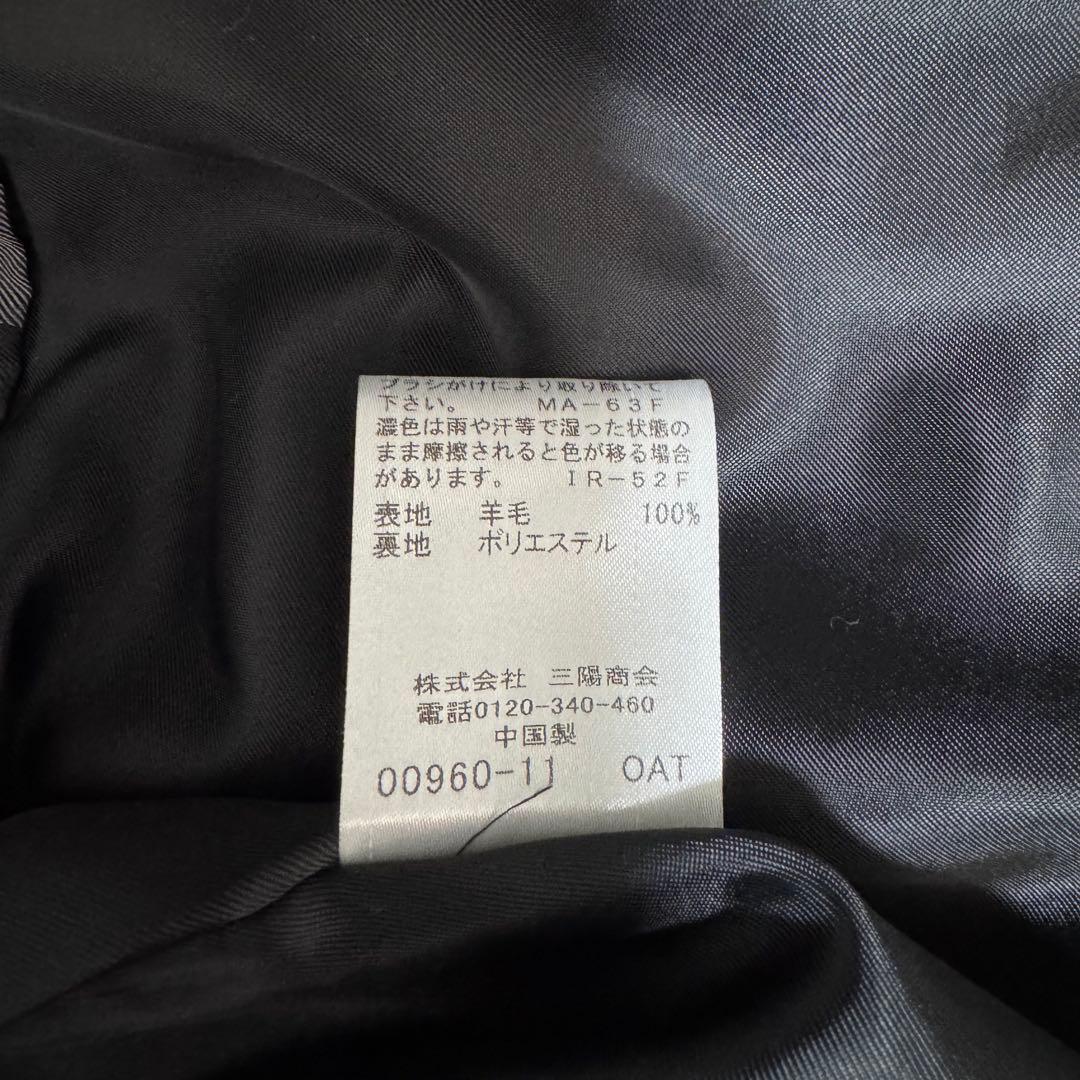 ブラシがけにより取り除いて
下さい。 MA-63F
濃色は雨や汗等で湿った状態の
まま摩擦されると色が移る場合
があります。 IR-52F
表地 羊毛 100%
裏地 ポリエステル
株式会社 三陽商会
電話0120-340-460
中国製
00960-11 OAT